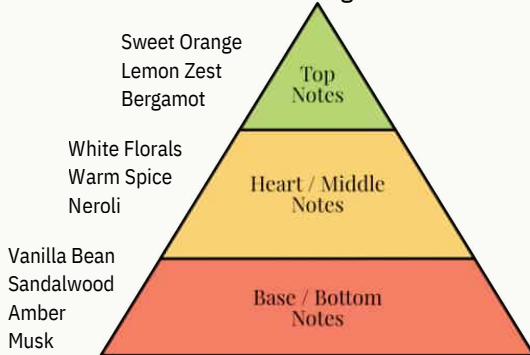 Sweet Orange
Lemon Zest
Bergamot
Top
Notes
White Florals
Warm Spice
Neroli
Heart / Middle
Notes
Vanilla Bean
Sandalwood
Amber
Musk
Base / Bottom
Notes